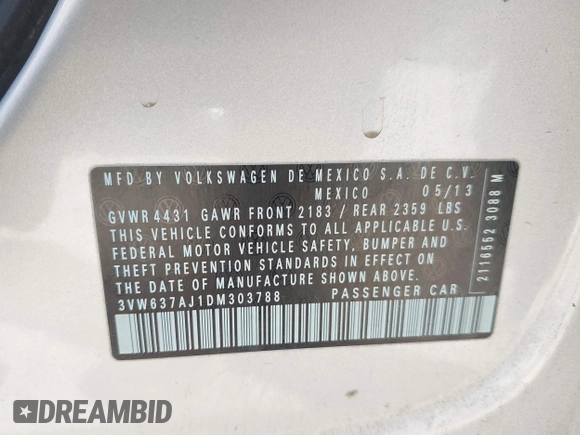 MFD BY VOLKSWAGEN DE MEXICO S.A. DE C.V.
MEXICO 05/13
GVWR 4431 GAWR FRONT 2183 / REAR 2359 LBS
THIS VEHICLE CONFORMS TO ALL APPLICABLE U.S.
FEDERAL MOTOR VEHICLE SAFETY, BUMPER AND
THEFT PROTECTION STANDARDS IN EFFECT ON
THE DATE OF MANUFACTURE SHOWN ABOVE.
3VW637AJ1DM303788 PASSENGER CAR
2116552 3088 M
DREAMBID